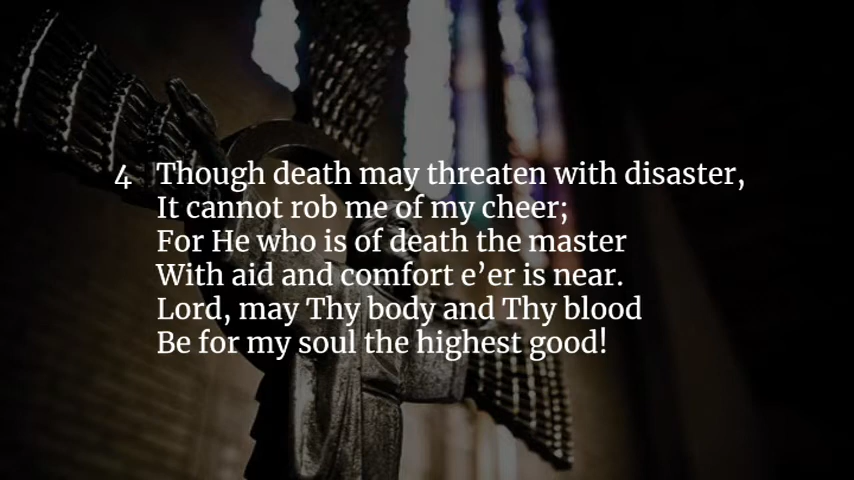 4 Though death may threaten with disaster,
It cannot rob me of my cheer;
For He who is of death the master
With aid and comfort e’er is near.
Lord, may Thy body and Thy blood
Be for my soul the highest good!